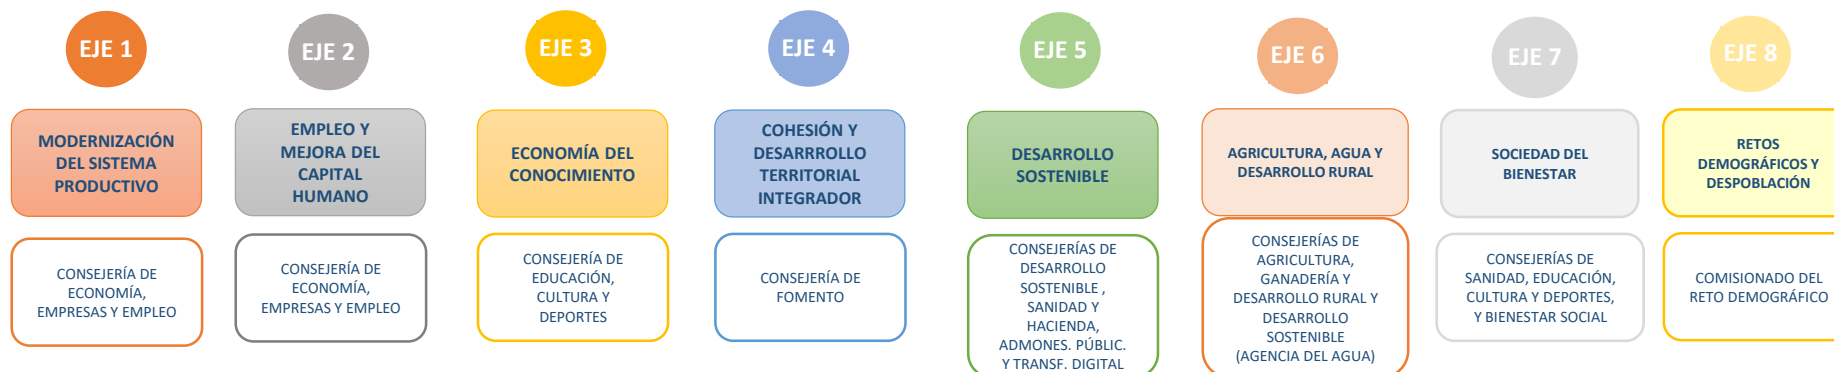 EJE 1
EJE 2
EJE 3
EJE 4
EJE 5
EJE 6
EJE 7
EJE 8
MODERNIZACIÓN
DEL SISTEMA
PRODUCTIVO
EMPLEO Y
MEJORA DEL
CAPITAL
HUMANO
ECONOMÍA DEL
CONOCIMIENTO
COHESIÓN Y
DESARRROLLO
TERRITORIAL
INTEGRADOR
DESARROLLO
SOSTENIBLE
AGRICULTURA, AGUA Y
DESARROLLO RURAL
SOCIEDAD DEL
BIENESTAR
RETOS
DEMOGRÁFICOS Y
DESPOBLACIÓN
CONSEJERÍA DE
ECONOMÍA,
EMPRESAS Y EMPLEO
CONSEJERÍA DE
ECONOMÍA,
EMPRESAS Y EMPLEO
CONSEJERÍA DE
EDUCACIÓN,
CULTURA Y
DEPORTES
CONSEJERÍA DE
FOMENTO
CONSEJERÍAS DE
DESARROLLO
SOSTENIBLE ,
SANIDAD Y
HACIENDA,
ADMONES. PÚBLIC.
Y TRANSF. DIGITAL
CONSEJERÍAS DE
AGRICULTURA,
GANADERÍA Y
DESARROLLO RURAL Y
DESARROLLO
SOSTENIBLE
(AGENCIA DEL AGUA)
CONSEJERÍAS DE
SANIDAD, EDUCACIÓN,
CULTURA Y DEPORTES,
Y BIENESTAR SOCIAL
COMISIONADO DEL
RETO DEMOGRÁFICO